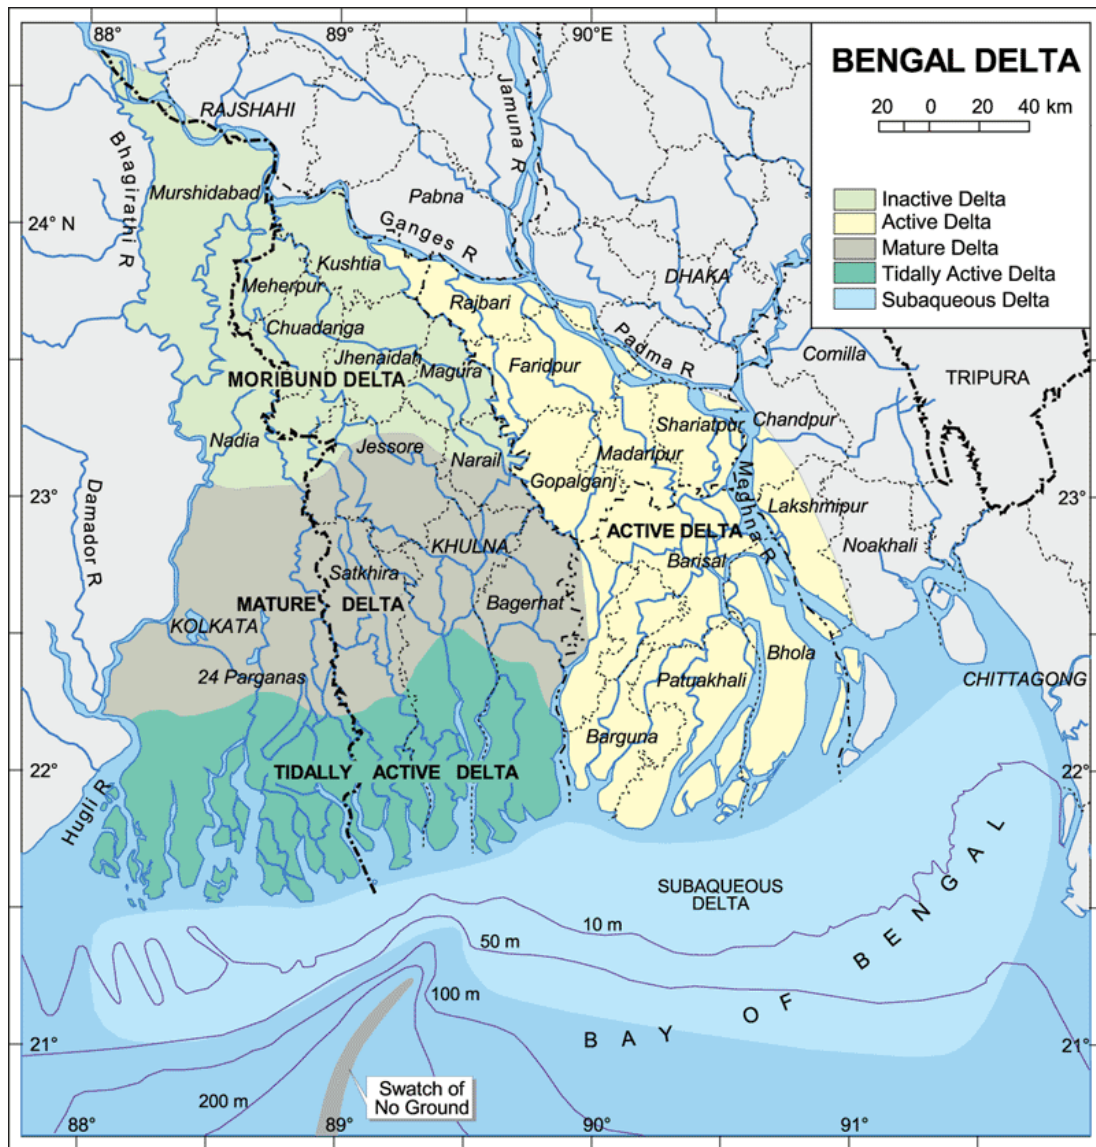 88°
89°
90°E
BENGAL DELTA
20 0 20 40 km
Inactive Delta
Active Delta
Mature Delta
Tidally Active Delta
Subaqueous Delta
RAJSHAHI
Jamuna R
Bhagirathi R
Murshidabad
Pabna
24° N
Ganges R
Kushtia
DHAKA
Meherpur
Rajbari
Chuadanga
Padma R
Jhenaidah
Faridpur
Comilla
Magura
MORIBUND DELTA
TRIPURA
Shariatpur
Chandpur
Nadia
Jessore
Narail
Madaripur
Gopalganj
Meghna R
23°
23°
Damador R
Lakshmipur
ACTIVE DELTA
KHULNA
Noakhali
Satkhira
Barisal
MATURE DELTA
Bagerhat
KOLKATA
Bhola
24 Parganas
Patuakhali
CHITTAGONG
Barguna
22°
TIDALLY ACTIVE DELTA
22°
Hugli R
SUBAQUEOUS
DELTA
10 m
50 m
100 m
BAY OF BENGAL
21°
21°
Swatch of
No Ground
200 m
88°
89°
90°
91°